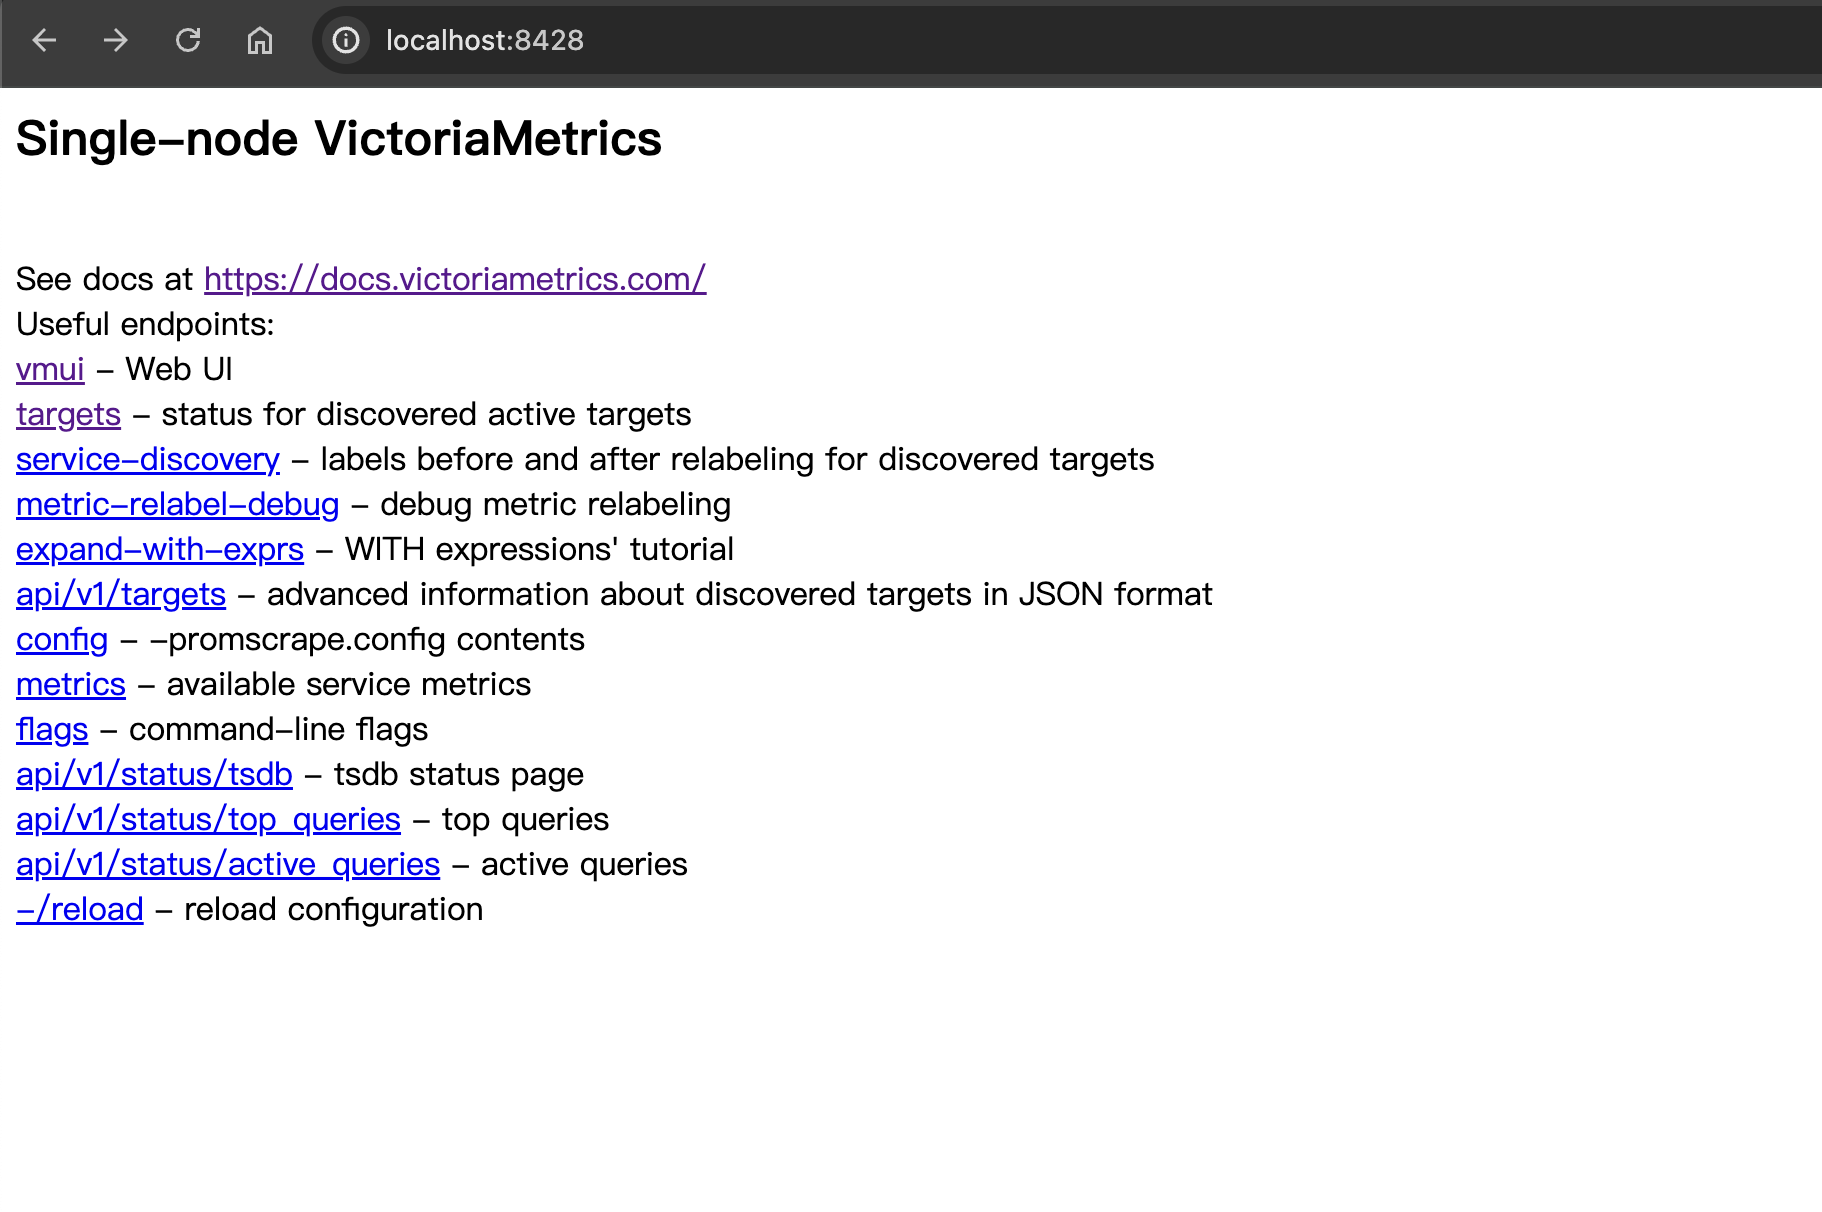 localhost:8428
Single-node VictoriaMetrics
See docs at https://docs.victoriametrics.com/
Useful endpoints:
vmui - Web UI
targets - status for discovered active targets
service-discovery - labels before and after relabeling for discovered targets
metric-relabel-debug - debug metric relabeling
expand-with-exprs - WITH expressions' tutorial
api/v1/targets - advanced information about discovered targets in JSON format
config - -promscrape.config contents
metrics - available service metrics
flags - command-line flags
api/v1/status/tsdb - tsdb status page
api/v1/status/top_queries - top queries
api/v1/status/active_queries - active queries
-/reload - reload configuration